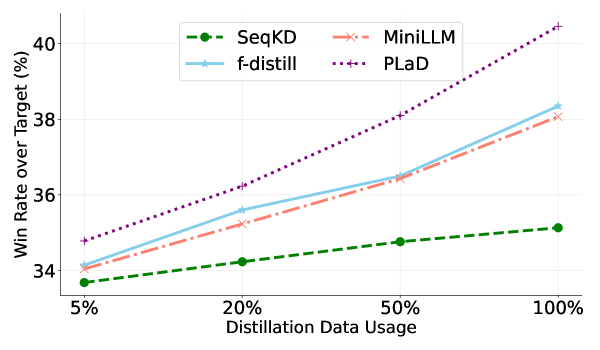 SeqKD
f-distill
MiniLLM
PLaD
Win Rate over Target (%)
40
38
36
34
5%
20%
50%
100%
Distillation Data Usage